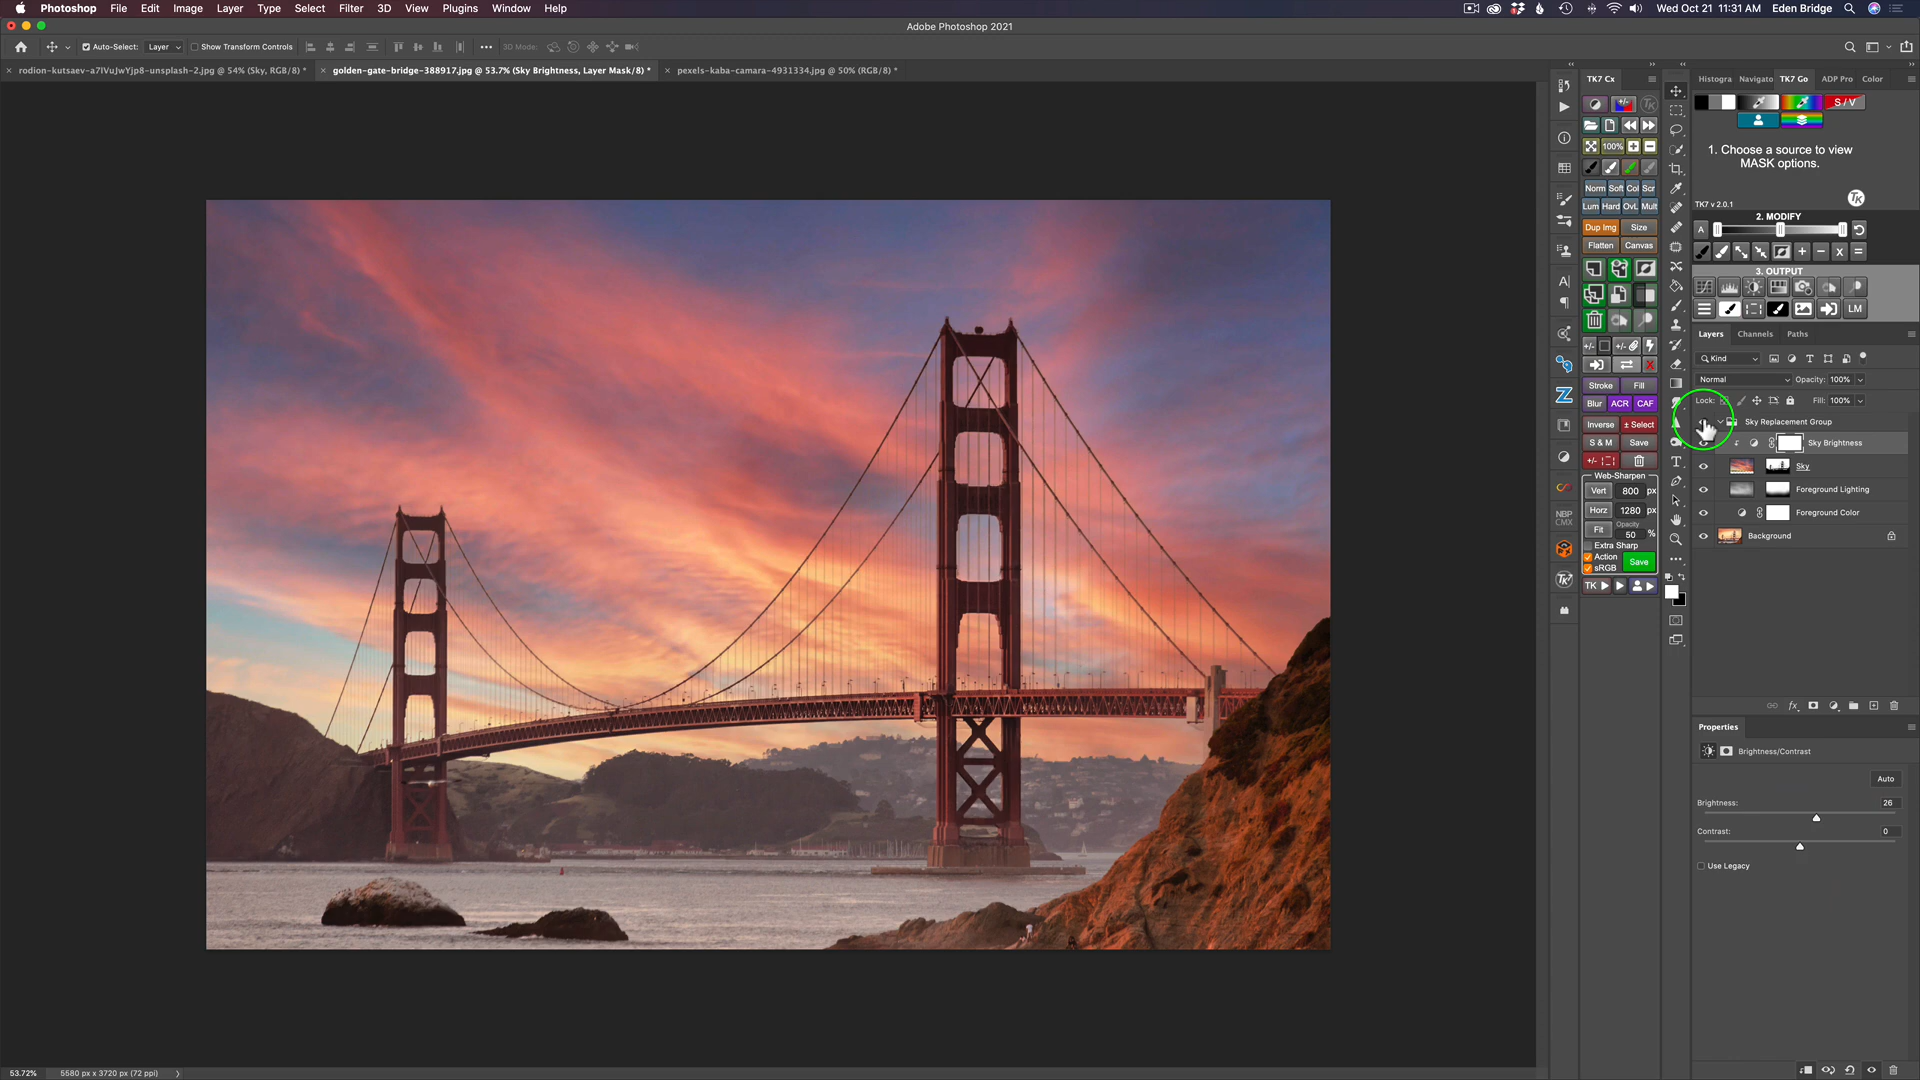 Photoshop File Edit Image Layer Type Select Filter 3D View Plugins Window Help
Wed Oct 21 11:31 AM Eden Bridge
Adobe Photoshop 2021
Auto-Select: Layer Show Transform Controls 3D Mode:
rodion-kutsaev-a7IVuJwYjp8-unsplash-2.jpg @ 54% (Sky, RGB/8) *
golden-gate-bridge-388917.jpg @ 53.7% (Sky Brightness, Layer Mask/8) *
pexels-kaba-camara-4931334.jpg @ 50% (RGB/8) *
TK7 Cx
100%
Norm Soft Col Scr
Lum Hard OvL Mult
Dup Img Size
Flatten Canvas
Stroke Fill
Blur ACR CAF
Inverse ± Select
S & M Save
Web-Sharpen
Vert 800 px
Horz 1280 px
Fit Opacity 50 %
Extra Sharp
Action
sRGB Save
TK
NBP
CMX
Histogra Navigato TK7 Go ADP Pro Color
S / V
1. Choose a source to view
MASK options.
TK7 v 2.0.1
TK
2. MODIFY
A
3. OUTPUT
LM
Layers Channels Paths
Kind
Normal Opacity: 100%
Lock: Fill: 100%
Sky Replacement Group
Sky Brightness
Sky
Foreground Lighting
Foreground Color
Background
fx
Properties
Brightness/Contrast
Auto
Brightness: 26
Contrast: 0
Use Legacy
53.72% 5580 px x 3720 px (72 ppi)